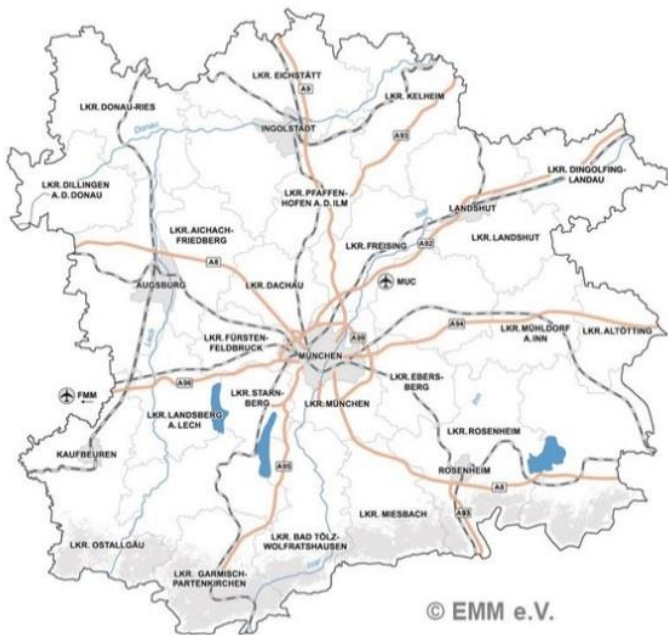 LKR. EICHSTÄTT
A9
LKR. DONAU-RIES
LKR. KELHEIM
Donau
INGOLSTADT
A93
LKR. DILLINGEN
A.D. DONAU
LKR. PFAFFEN-
HOFEN A.D. ILM
LKR. DINGOLFING-
LANDAU
LANDSHUT
Isar
LKR. AICHACH-
FRIEDBERG
LKR. FREISING
A92
LKR. LANDSHUT
A8
AUGSBURG
LKR. DACHAU
MUC
Lech
LKR. FÜRSTEN-
FELDBRUCK
A99
A94
LKR. MÜHLDORF
A. INN
LKR. ALTÖTTING
MÜNCHEN
A96
FMM
LKR. STARN-
BERG
LKR. EBERS-
BERG
LKR. LANDSBERG
A. LECH
LKR. MÜNCHEN
Inn
LKR. ROSENHEIM
KAUFBEUREN
A95
ROSENHEIM
A8
LKR. MIESBACH
A93
LKR. OSTALLGÄU
LKR. BAD TÖLZ-
WOLFRATSHAUSEN
Isar
LKR. GARMISCH-
PARTENKIRCHEN
© EMM e.V.